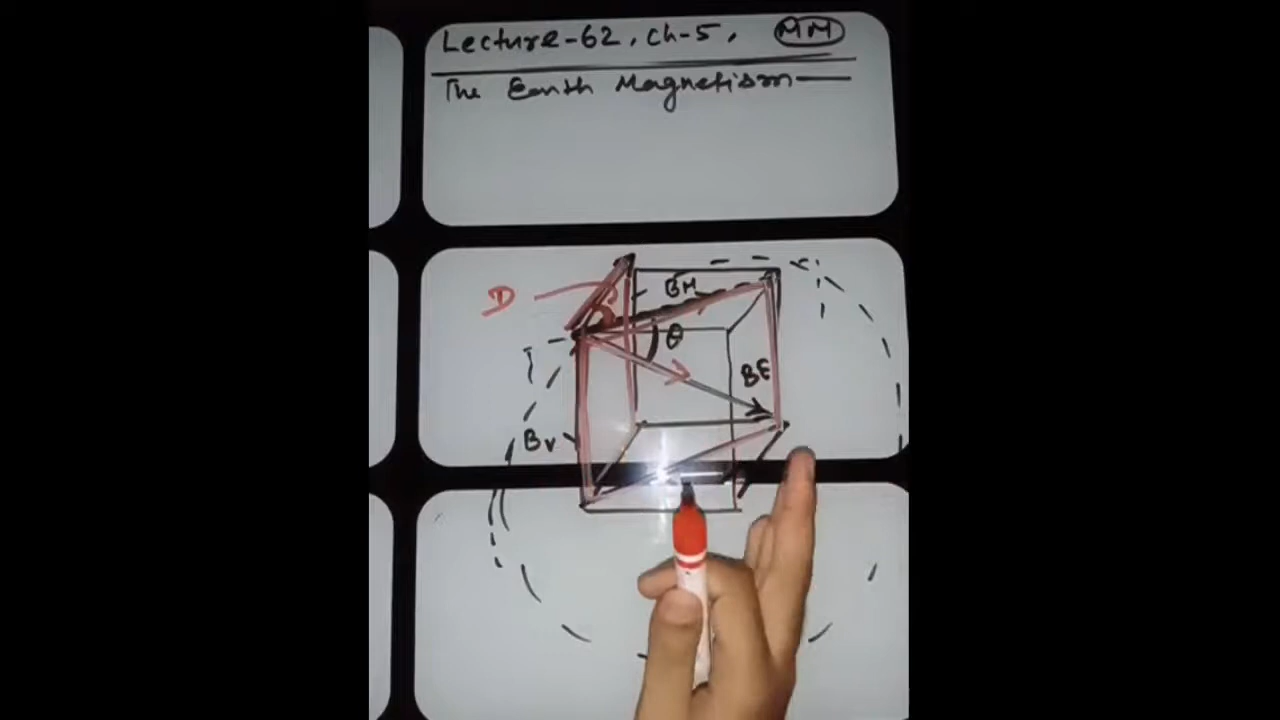 Lecture-62, Ch-5, MM
The Earth Magnetism
D
BH
θ
BE
Bv